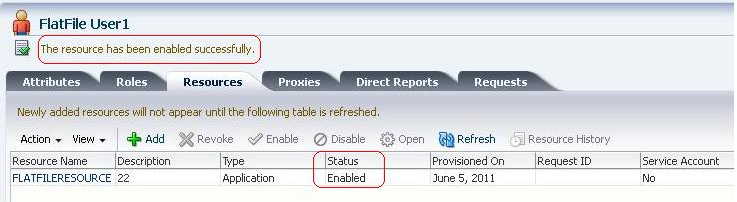 FlatFile User1
The resource has been enabled successfully.
Attributes Roles Resources Proxies Direct Reports Requests
Newly added resources will not appear until the following table is refreshed.
Action View Add Revoke Enable Disable Open Refresh Resource History
Resource Name Description Type Status Provisioned On Request ID Service Account
FLATFILERESOURCE 22 Application Enabled June 5, 2011 No